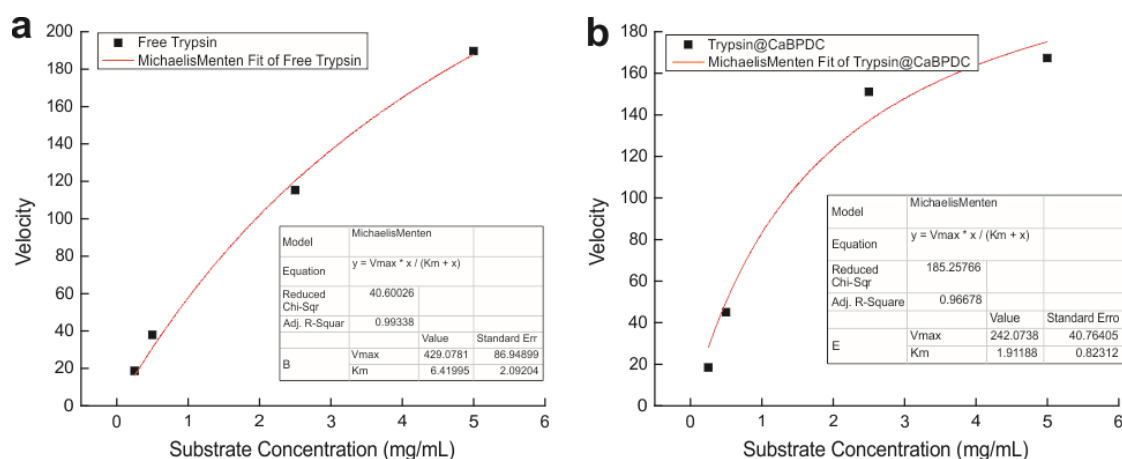 a
Free Trypsin
MichaelisMenten Fit of Free Trypsin
200
180
160
140
120
100
80
60
40
20
0
Velocity
0 1 2 3 4 5 6
Substrate Concentration (mg/mL)
Model MichaelisMenten
Equation y = Vmax * x / (Km + x)
Reduced Chi-Sqr 40.60026
Adj. R-Squar 0.99338
Value Standard Err
B Vmax 429.0781 86.94899
Km 6.41995 2.09204
b
Trypsin@CaBPDC
MichaelisMenten Fit of Trypsin@CaBPDC
180
160
140
120
100
80
60
40
20
0
Velocity
0 1 2 3 4 5 6
Substrate Concentration (mg/mL)
Model MichaelisMenten
Equation y = Vmax * x / (Km + x)
Reduced Chi-Sqr 185.25766
Adj. R-Square 0.96678
Value Standard Erro
E Vmax 242.0738 40.76405
Km 1.91188 0.82312